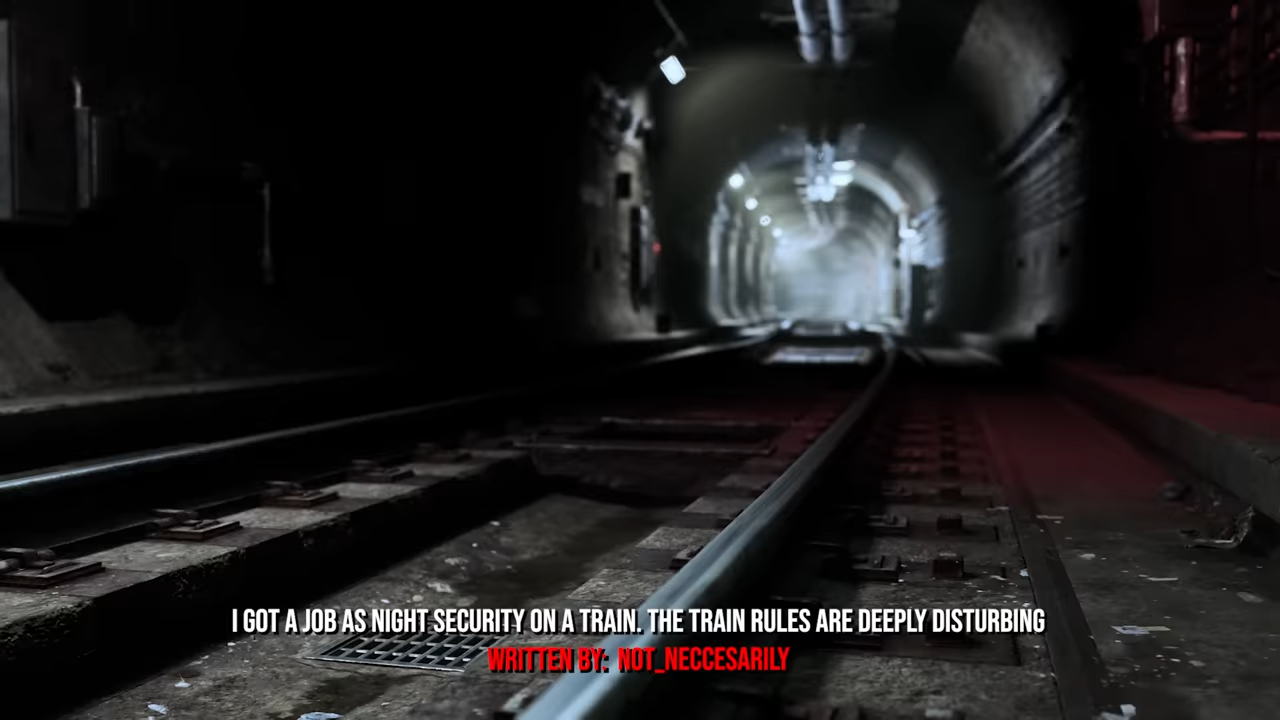 I GOT A JOB AS NIGHT SECURITY ON A TRAIN. THE TRAIN RULES ARE DEEPLY DISTURBING
WRITTEN BY: NOT_NECCESARILY